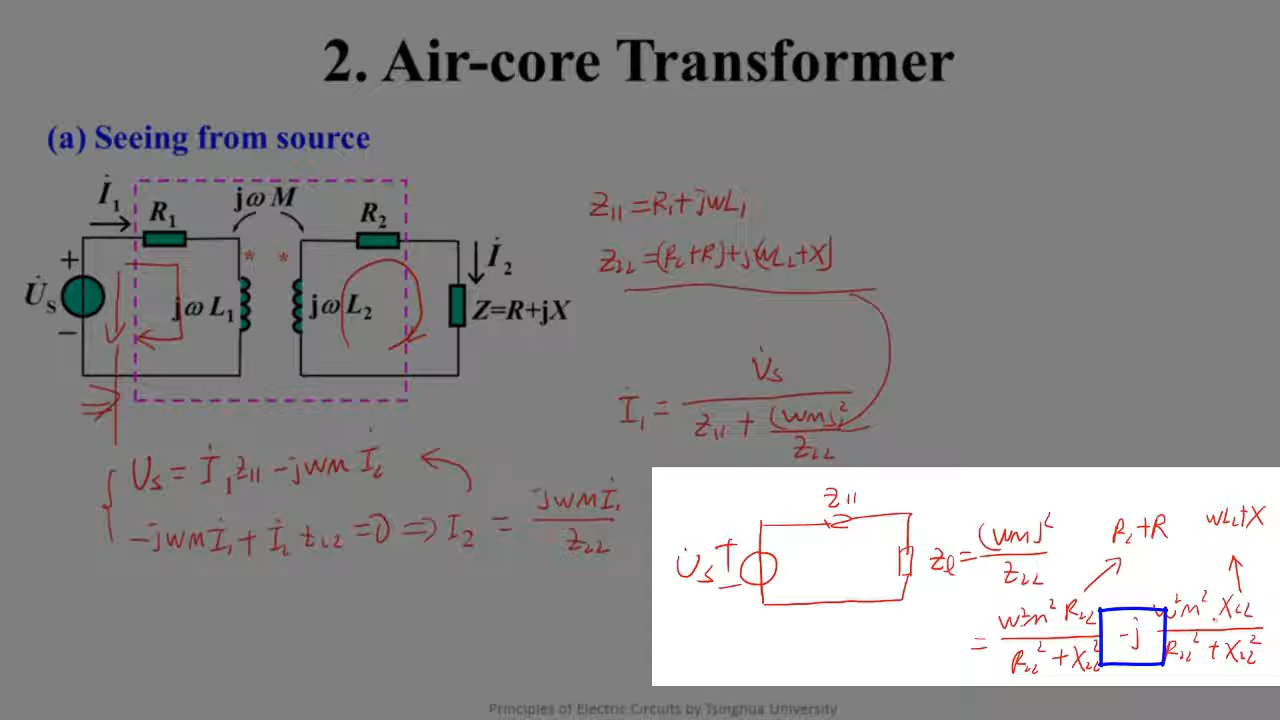 2. Air-core Transformer
(a) Seeing from source
İ₁
R₁
jωM
R₂
* *
İ₂
+
U̇s
−
jωL₁
jωL₂
Z=R+jX
Z₁₁ = R₁+jωL₁
Z₂₂ = (R₂+R)+j(ωL₂+X)
İ₁ = U̇s / (Z₁₁ + (ωM)²/Z₂₂)
⇒
U̇s = İ₁Z₁₁ - jωM İ₂
-jωMİ₁ + İ₂ Z₂₂ = 0 ⇒ I₂ = jωMİ₁ / Z₂₂
Z₁₁
U̇s + −
Zl = (ωM)² / Z₂₂
R₂+R
ωL₂+X
= ω²M² R₂₂ / (R₂₂² + X₂₂²) -j ω²M². X₂₂ / (R₂₂² + X₂₂²)
Principles of Electric Circuits by Tsinghua University